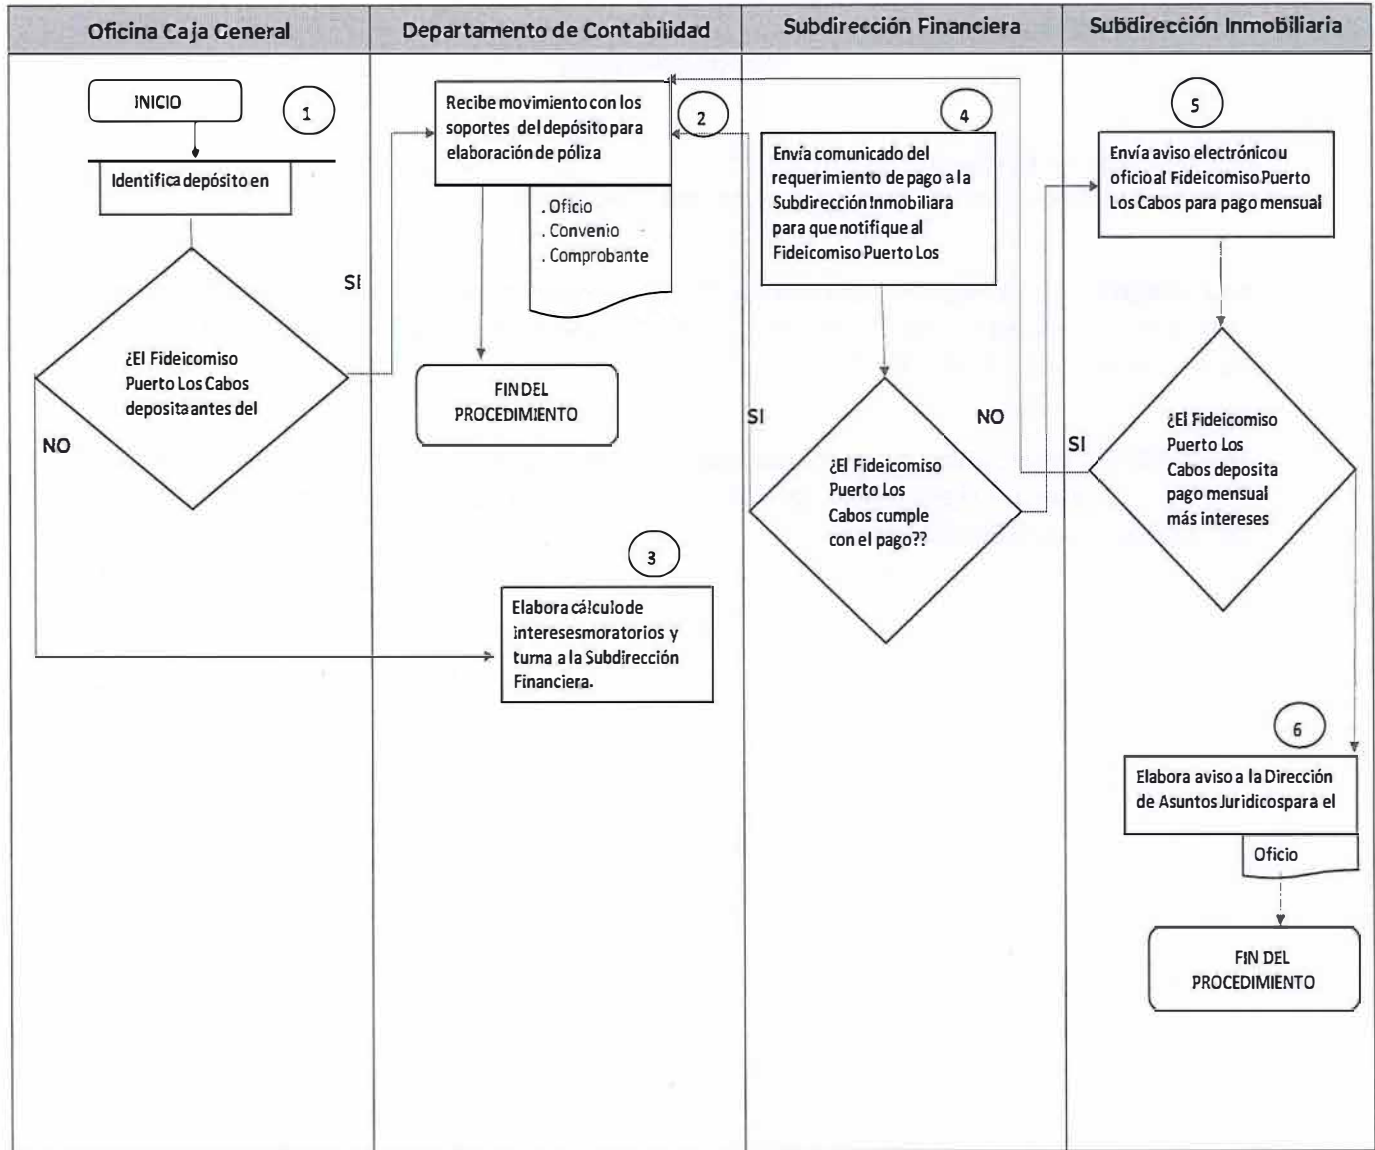 Oficina Caja General
Departamento de Contabilidad
Subdirección Financiera
Subdirección Inmobiliaria
INICIO
1
Identifica depósito en
SI
¿El Fideicomiso
Puerto Los Cabos
deposita antes del
NO
Recibe movimiento con los
soportes del depósito para
elaboración de póliza
2
. Oficio
. Convenio
. Comprobante
FIN DEL
PROCEDIMIENTO
3
Elabora cálculo de
interesesmoratorios y
turna a la Subdirección
Financiera.
4
Envía comunicado del
requerimiento de pago a la
Subdirección Inmobiliara
para que notifique al
Fideicomiso Puerto Los
SI
NO
¿El Fideicomiso
Puerto Los
Cabos cumple
con el pago??
5
Envía aviso electrónico u
oficio al Fideicomiso Puerto
Los Cabos para pago mensual
SI
¿El Fideicomiso
Puerto Los
Cabos deposita
pago mensual
más intereses
6
Elabora aviso a la Dirección
de Asuntos Juridicospara el
Oficio
FIN DEL
PROCEDIMIENTO